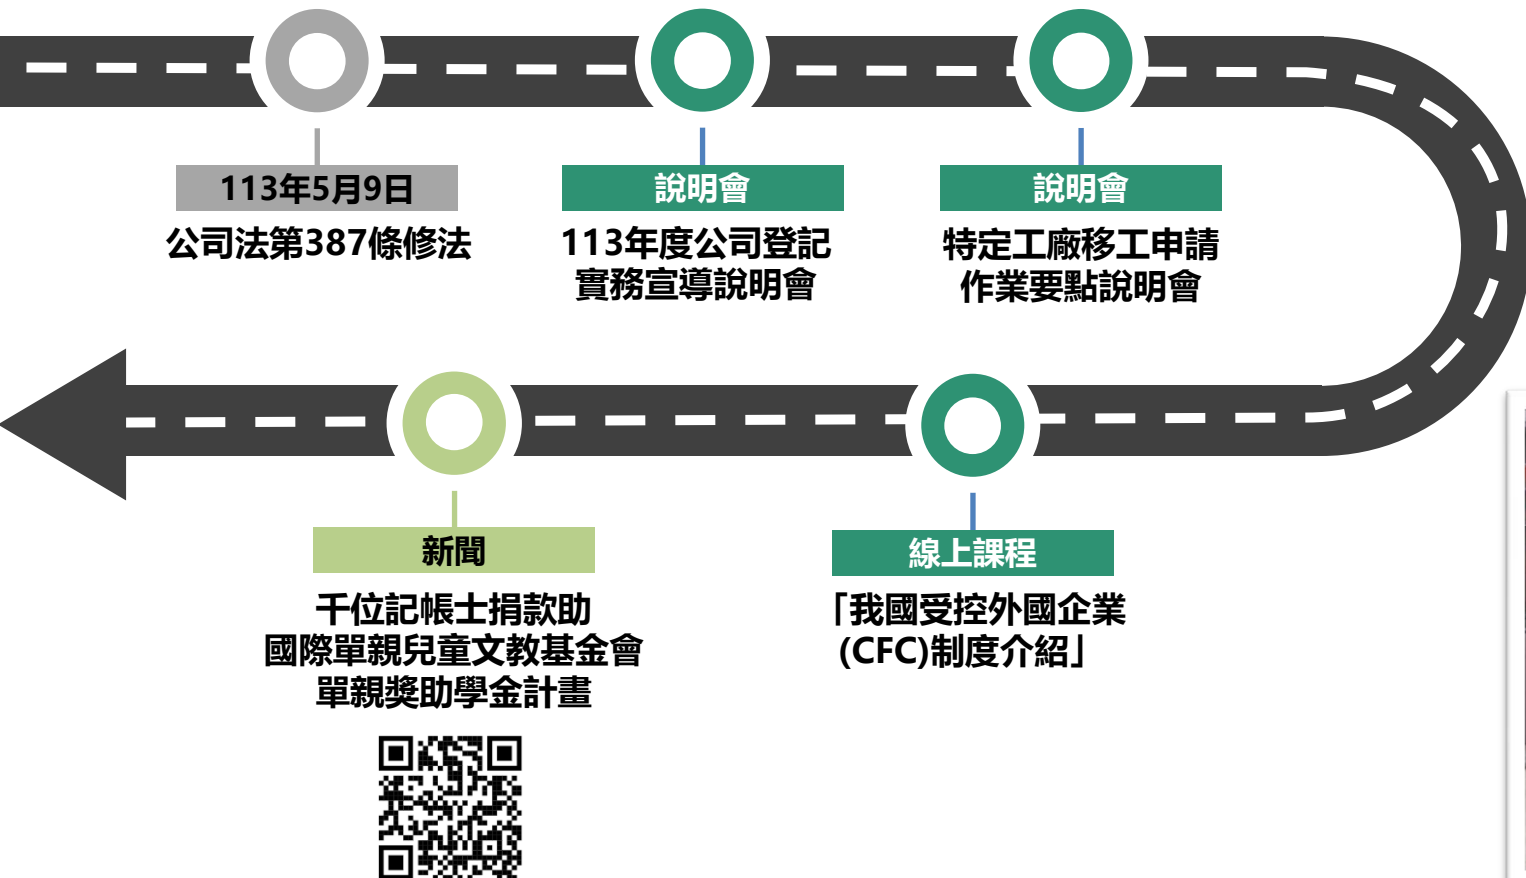 113年5月9日
公司法第387條修法
說明會
113年度公司登記
實務宣導說明會
說明會
特定工廠移工申請
作業要點說明會
新聞
千位記帳士捐款助
國際單親兒童文教基金會
單親獎助學金計畫
線上課程
「我國受控外國企業
(CFC)制度介紹」